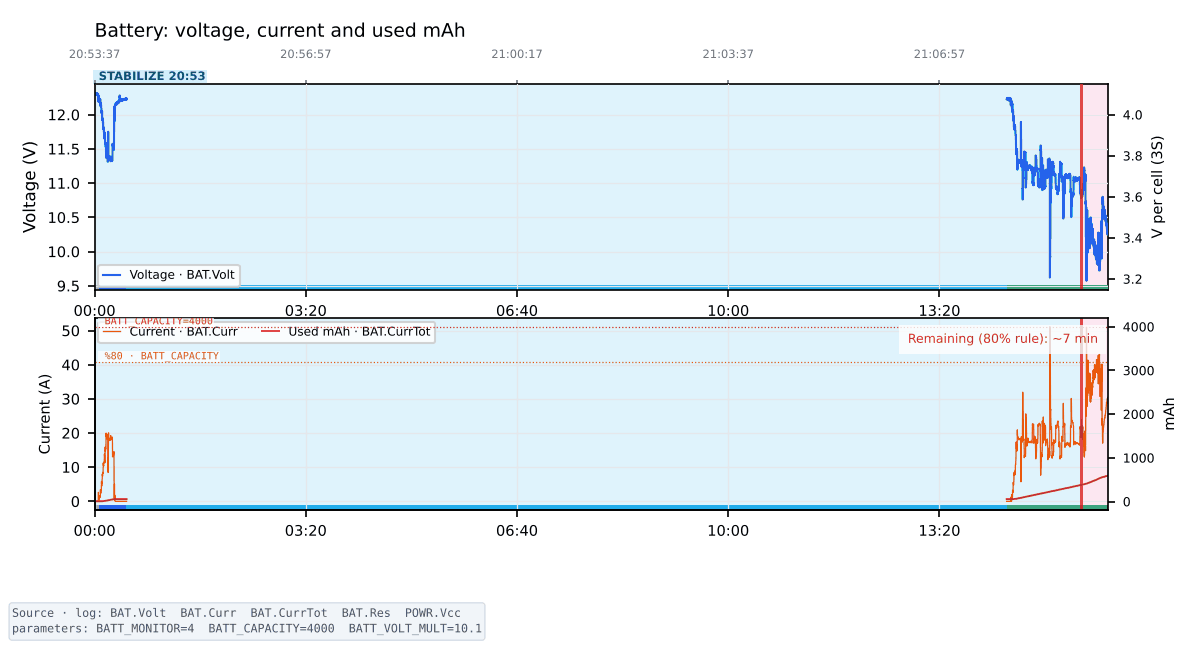 Battery: voltage, current and used mAh
20:53:37 20:56:57 21:00:17 21:03:37 21:06:57
STABILIZE 20:53
Voltage (V)
12.0
11.5
11.0
10.5
10.0
9.5
4.0
3.8
3.6
3.4
3.2
V per cell (3S)
Voltage · BAT.Volt
00:00 03:20 06:40 10:00 13:20
BATT_CAPACITY=4000
Current · BAT.Curr Used mAh · BAT.CurrTot
Remaining (80% rule): ~7 min
%80 · BATT_CAPACITY
Current (A)
50
40
30
20
10
0
4000
3000
2000
1000
0
mAh
00:00 03:20 06:40 10:00 13:20
Source · log: BAT.Volt BAT.Curr BAT.CurrTot BAT.Res POWR.Vcc
parameters: BATT_MONITOR=4 BATT_CAPACITY=4000 BATT_VOLT_MULT=10.1